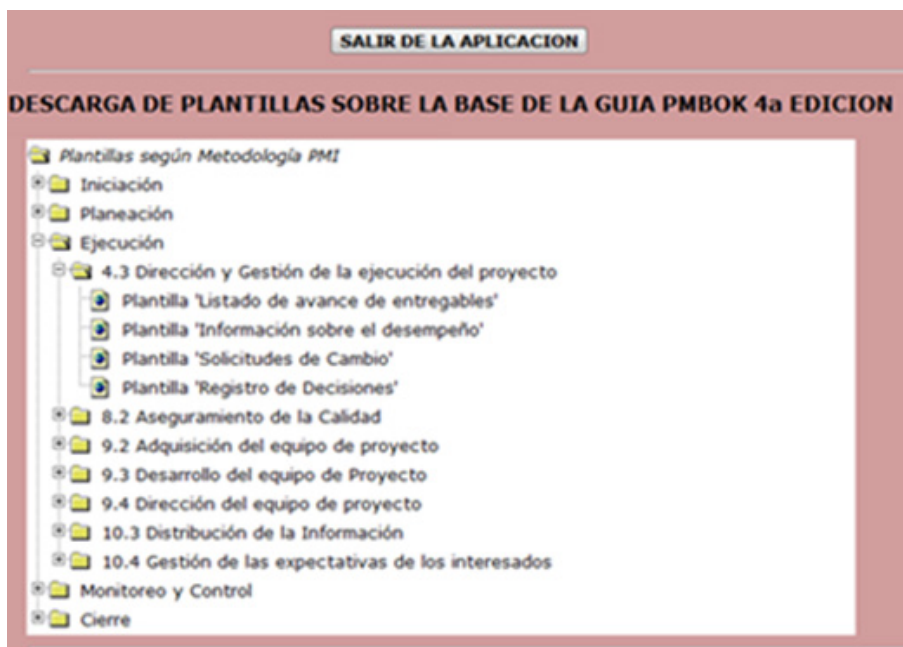 SALIR DE LA APLICACION
DESCARGA DE PLANTILLAS SOBRE LA BASE DE LA GUIA PMBOK 4a EDICION
Plantillas según Metodología PMI
Iniciación
Planeación
Ejecución
4.3 Dirección y Gestión de la ejecución del proyecto
Plantilla 'Listado de avance de entregables'
Plantilla 'Información sobre el desempeño'
Plantilla 'Solicitudes de Cambio'
Plantilla 'Registro de Decisiones'
8.2 Aseguramiento de la Calidad
9.2 Adquisición del equipo de proyecto
9.3 Desarrollo del equipo de Proyecto
9.4 Dirección del equipo de proyecto
10.3 Distribución de la Información
10.4 Gestión de las expectativas de los interesados
Monitoreo y Control
Cierre